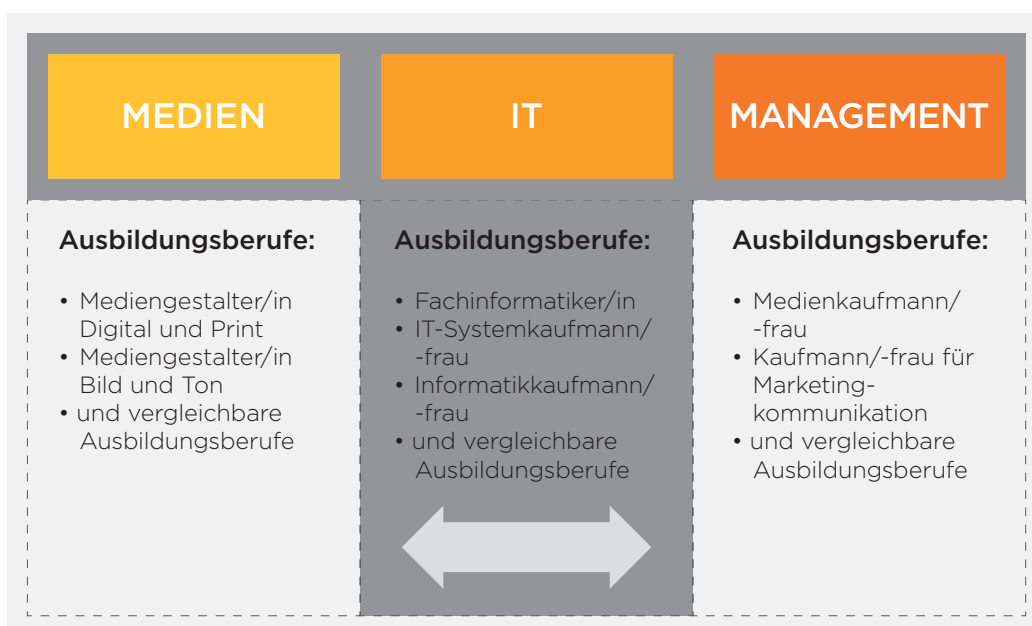 MEDIEN
Ausbildungsberufe:
• Mediengestalter/in
Digital und Print
• Mediengestalter/in
Bild und Ton
• und vergleichbare
Ausbildungsberufe
IT
Ausbildungsberufe:
• Fachinformatiker/in
• IT-Systemkaufmann/
-frau
• Informatikkaufmann/
-frau
• und vergleichbare
Ausbildungsberufe
MANAGEMENT
Ausbildungsberufe:
• Medienkaufmann/
-frau
• Kaufmann/-frau für
Marketing-
kommunikation
• und vergleichbare
Ausbildungsberufe